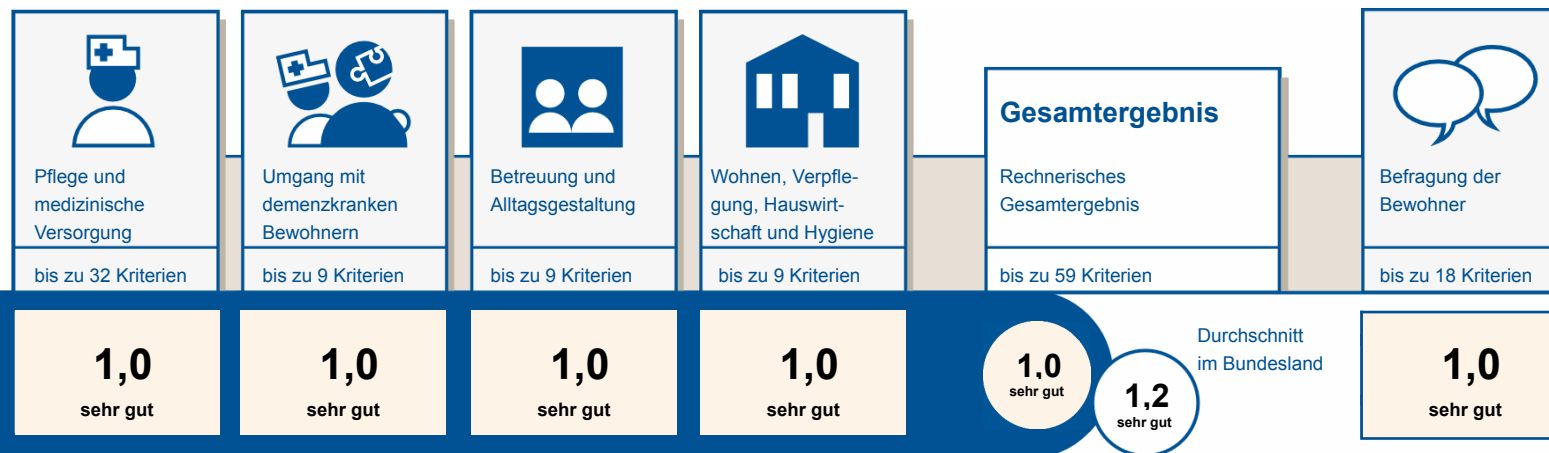 Pflege und
medizinische
Versorgung
bis zu 32 Kriterien
1,0
sehr gut
Umgang mit
demenzkranken
Bewohnern
bis zu 9 Kriterien
1,0
sehr gut
Betreuung und
Alltagsgestaltung
bis zu 9 Kriterien
1,0
sehr gut
Wohnen, Verpfle-
gung, Hauswirt-
schaft und Hygiene
bis zu 9 Kriterien
1,0
sehr gut
Gesamtergebnis
Rechnerisches
Gesamtergebnis
bis zu 59 Kriterien
1,0
sehr gut
1,2
sehr gut
Durchschnitt
im Bundesland
Befragung der
Bewohner
bis zu 18 Kriterien
1,0
sehr gut